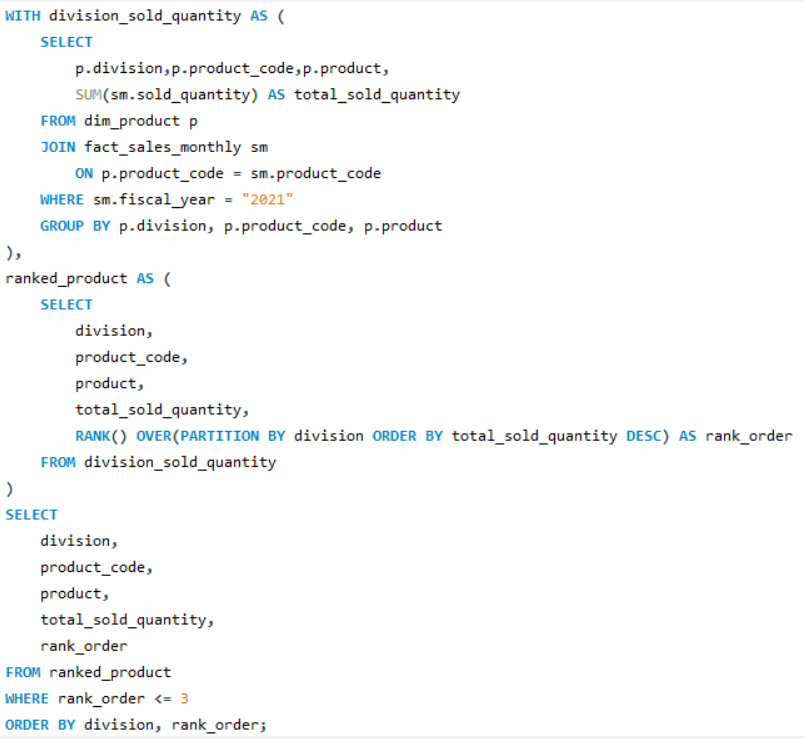 WITH division_sold_quantity AS (
    SELECT
        p.division,p.product_code,p.product,
        SUM(sm.sold_quantity) AS total_sold_quantity
    FROM dim_product p
    JOIN fact_sales_monthly sm
        ON p.product_code = sm.product_code
    WHERE sm.fiscal_year = "2021"
    GROUP BY p.division, p.product_code, p.product
),
ranked_product AS (
    SELECT
        division,
        product_code,
        product,
        total_sold_quantity,
        RANK() OVER(PARTITION BY division ORDER BY total_sold_quantity DESC) AS rank_order
    FROM division_sold_quantity
)
SELECT
    division,
    product_code,
    product,
    total_sold_quantity,
    rank_order
FROM ranked_product
WHERE rank_order <= 3
ORDER BY division, rank_order;